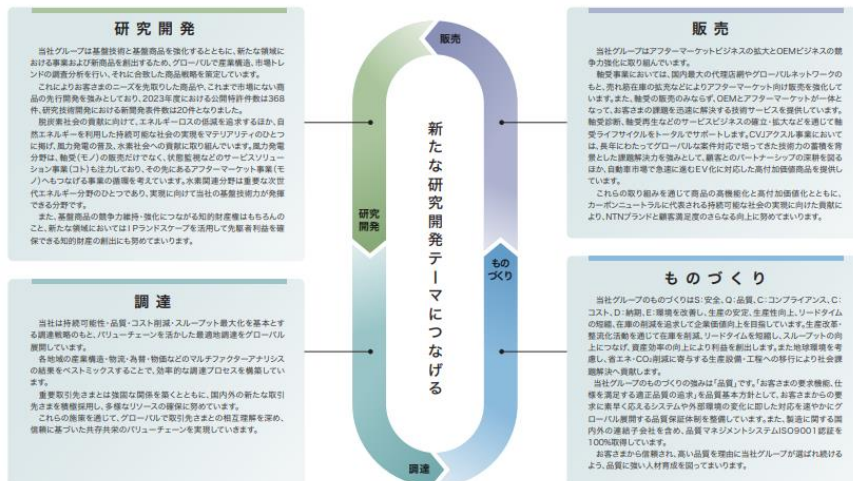 研究開発
当社グループは基盤技術と基盤商品を強化するとともに、新たな領域に
おける事業および新商品を創出するため、グローバルで産業構造、市場トレ
ンドの調査分析を行い、それに合致した商品戦略を策定しています。
これによりお客さまのニーズを先取りした商品や、これまで市場にない商
品の先行開発を強みとしており、2023年度における公開特許件数は368
件、研究技術開発における新聞発表件数は20件となりました。
脱炭素社会の貢献に向けて、エネルギーロスの低減を追求するほか、自
然エネルギーを利用した持続可能な社会の実現をマテリアリティのひとつ
に掲げ、風力発電の普及、水素社会への貢献に取り組んでいます。風力発電
分野は、軸受（モノ）の販売だけでなく、状態監視などのサービスソリュー
ション事業（コト）も注力しており、その先にあるアフターマーケット事業（モ
ノ）へもつなげる事業の循環を考えています。水素関連分野は重要な次世
代エネルギー分野のひとつであり、実現に向けて当社の基盤技術力が発揮
できる分野です。
また、基盤商品の競争力維持・強化につながる知的財産権はもちろんの
こと、新たな領域においてはIPランドスケープを活用して先駆者利益を確
保できる知的財産の創出にも努めてまいります。
調達
当社は持続可能性・品質・コスト削減・スループット最大化を基本とす
る調達戦略のもと、バリューチェーンを活かした最適地調達をグローバル
展開しています。
各地域の産業構造・物流・為替・物価などのマルチファクターアナリシス
の結果をベストミックスすることで、効率的な調達プロセスを構築していま
す。
重要取引先さまとは強固な関係を築くとともに、国内外の新たな取引
先さまを積極採用し、多様なリソースの確保に努めています。
これらの施策を通じて、グローバルで取引先さまとの相互理解を深め、
信頼に基づいた共存共栄のバリューチェーンを実現していきます。
販売
研究
開発
もの
づくり
調達
新たな研究開発テーマにつなげる
販売
当社グループはアフターマーケットビジネスの拡大とOEMビジネスの競
争力強化に取り組んでいます。
軸受事業においては、国内最大の代理店網やグローバルネットワークの
もと、売れ筋在庫の拡充などによりアフターマーケット向け販売を強化してい
ます。また、軸受の販売のみならず、OEMとアフターマーケットが一体と
なって、お客さまの課題を迅速に解決する技術サービスを提供しています。
軸受診断、軸受再生などのサービスビジネスの確立・拡大などを通じて軸
受ライフサイクルをトータルでサポートします。CVJアクスル事業において
は、長年にわたってグローバルな案件対応で培ってきた技術力の蓄積を背
景とした課題解決力を強みとして、顧客とのパートナーシップの深耕を図る
ほか、自動車市場で急速に進むEV化に対応した高付加価値商品を提供し
ています。
これらの取り組みを通じて商品の高機能化と高付加価値化とともに、
カーボンニュートラルに代表される持続可能な社会の実現に向けた貢献に
より、NTNブランドと顧客満足度のさらなる向上に努めてまいります。
ものづくり
当社グループのものづくりはS:安全、Q:品質、C:コンプライアンス、C:
コスト、D:納期、E:環境を改善し、生産の安定、生産性向上、リードタイム
の短縮、在庫の削減を追求して企業価値向上を目指しています。生産改革・
整流化活動を通じて在庫を削減、リードタイムを短縮し、スループットの向
上につなげ、資産効率の向上により利益を創出します。また地球環境を考
慮し、省エネ・CO₂削減に寄与する生産設備・工程への移行により社会課
題解決へ貢献します。
当社グループのものづくりの強みは「品質」です。「お客さまの要求機能、仕
様を満足する適正品質の追求」を品質基本方針として、お客さまからの要
求に素早く応えるシステムや外部環境の変化に即した対応を速やかにグ
ローバル展開する品質保証体制を整備しています。また、製造に関する国
内外の連結子会社を含め、品質マネジメントシステムISO9001認証を
100%取得しています。
お客さまから信頼され、高い品質を理由に当社グループが選ばれ続ける
よう、品質に強い人材育成を図ってまいります。